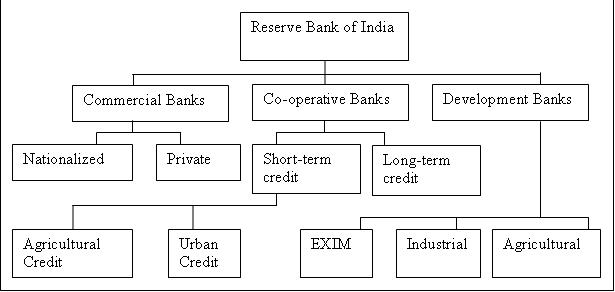 Reserve Bank of India
Commercial Banks
Co-operative Banks
Development Banks
Nationalized
Private
Short-term
credit
Long-term
credit
Agricultural
Credit
Urban
Credit
EXIM
Industrial
Agricultural